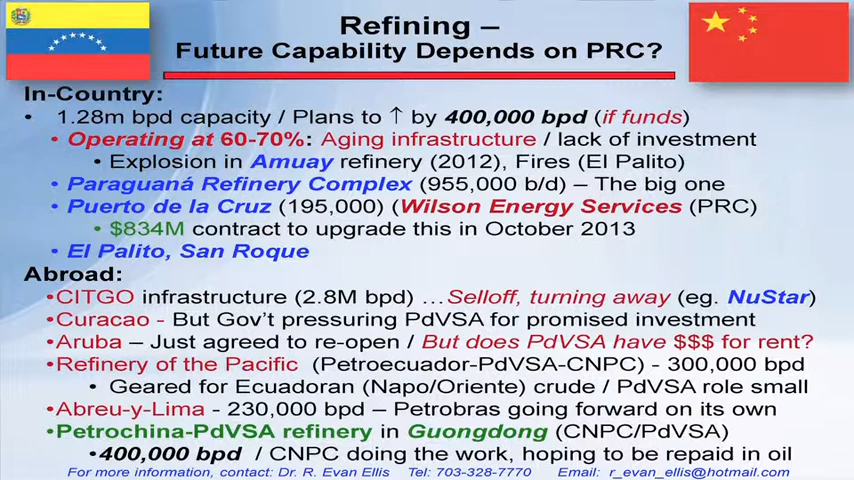 Refining –
Future Capability Depends on PRC?
In-Country:
• 1.28m bpd capacity / Plans to ↑ by 400,000 bpd (if funds)
• Operating at 60-70%: Aging infrastructure / lack of investment
• Explosion in Amuay refinery (2012), Fires (El Palito)
• Paraguaná Refinery Complex (955,000 b/d) – The big one
• Puerto de la Cruz (195,000) (Wilson Energy Services (PRC)
• $834M contract to upgrade this in October 2013
• El Palito, San Roque
Abroad:
•CITGO infrastructure (2.8M bpd) …Selloff, turning away (eg. NuStar)
•Curacao - But Gov’t pressuring PdVSA for promised investment
•Aruba – Just agreed to re-open / But does PdVSA have $$$ for rent?
•Refinery of the Pacific (Petroecuador-PdVSA-CNPC) - 300,000 bpd
• Geared for Ecuadoran (Napo/Oriente) crude / PdVSA role small
•Abreu-y-Lima - 230,000 bpd – Petrobras going forward on its own
•Petrochina-PdVSA refinery in Guongdong (CNPC/PdVSA)
•400,000 bpd / CNPC doing the work, hoping to be repaid in oil
For more information, contact: Dr. R. Evan Ellis Tel: 703-328-7770 Email: r_evan_ellis@hotmail.com